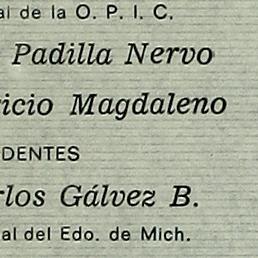 al de la O. P. I. C.
Padilla Nervo
icio Magdaleno
DENTES
rlos Gálvez B.
al del Edo. de Mich.